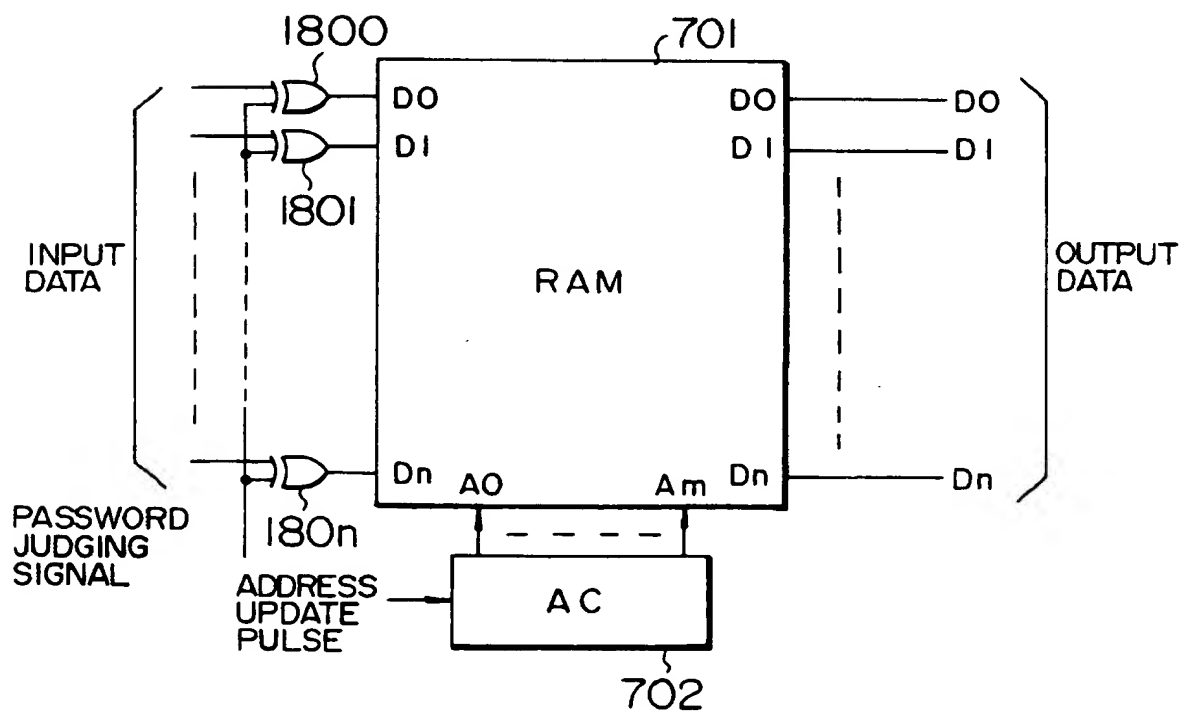 1800
701
D0
D0
D0
D1
D1
D1
1801
INPUT
DATA
RAM
OUTPUT
DATA
Dn
A0
Am
Dn
Dn
180n
PASSWORD
JUDGING
SIGNAL
ADDRESS
UPDATE
PULSE
AC
702